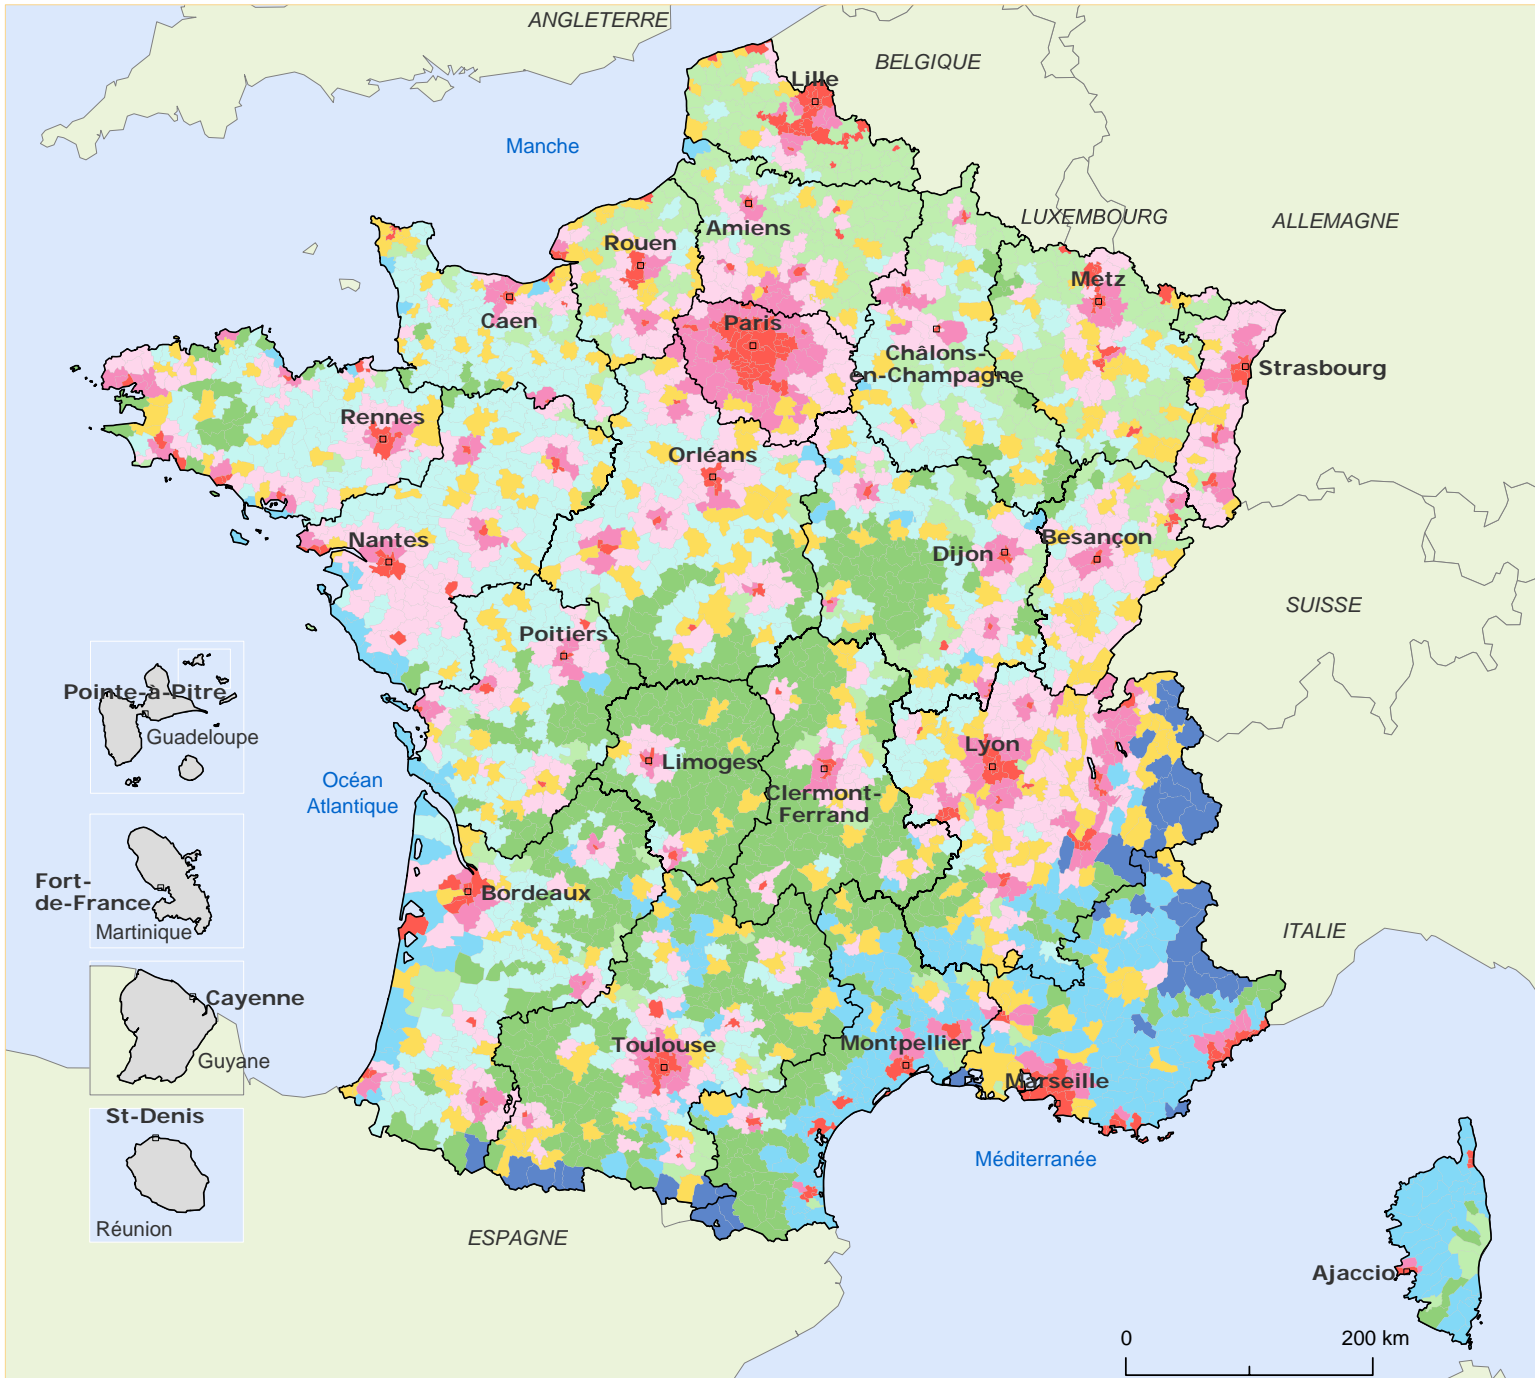 ANGLETERRE
BELGIQUE
Lille
Manche
LUXEMBOURG
ALLEMAGNE
Amiens
Rouen
Metz
Caen
Paris
Châlons-
en-Champagne
Strasbourg
Rennes
Orléans
Nantes
Dijon
Besançon
SUISSE
Poitiers
Pointe-à-Pitre
Guadeloupe
Limoges
Lyon
Océan
Atlantique
Clermont-
Ferrand
Fort-
de-France
Martinique
Bordeaux
ITALIE
Cayenne
Guyane
Toulouse
Montpellier
Marseille
St-Denis
Réunion
Méditerranée
ESPAGNE
Ajaccio
0
200 km